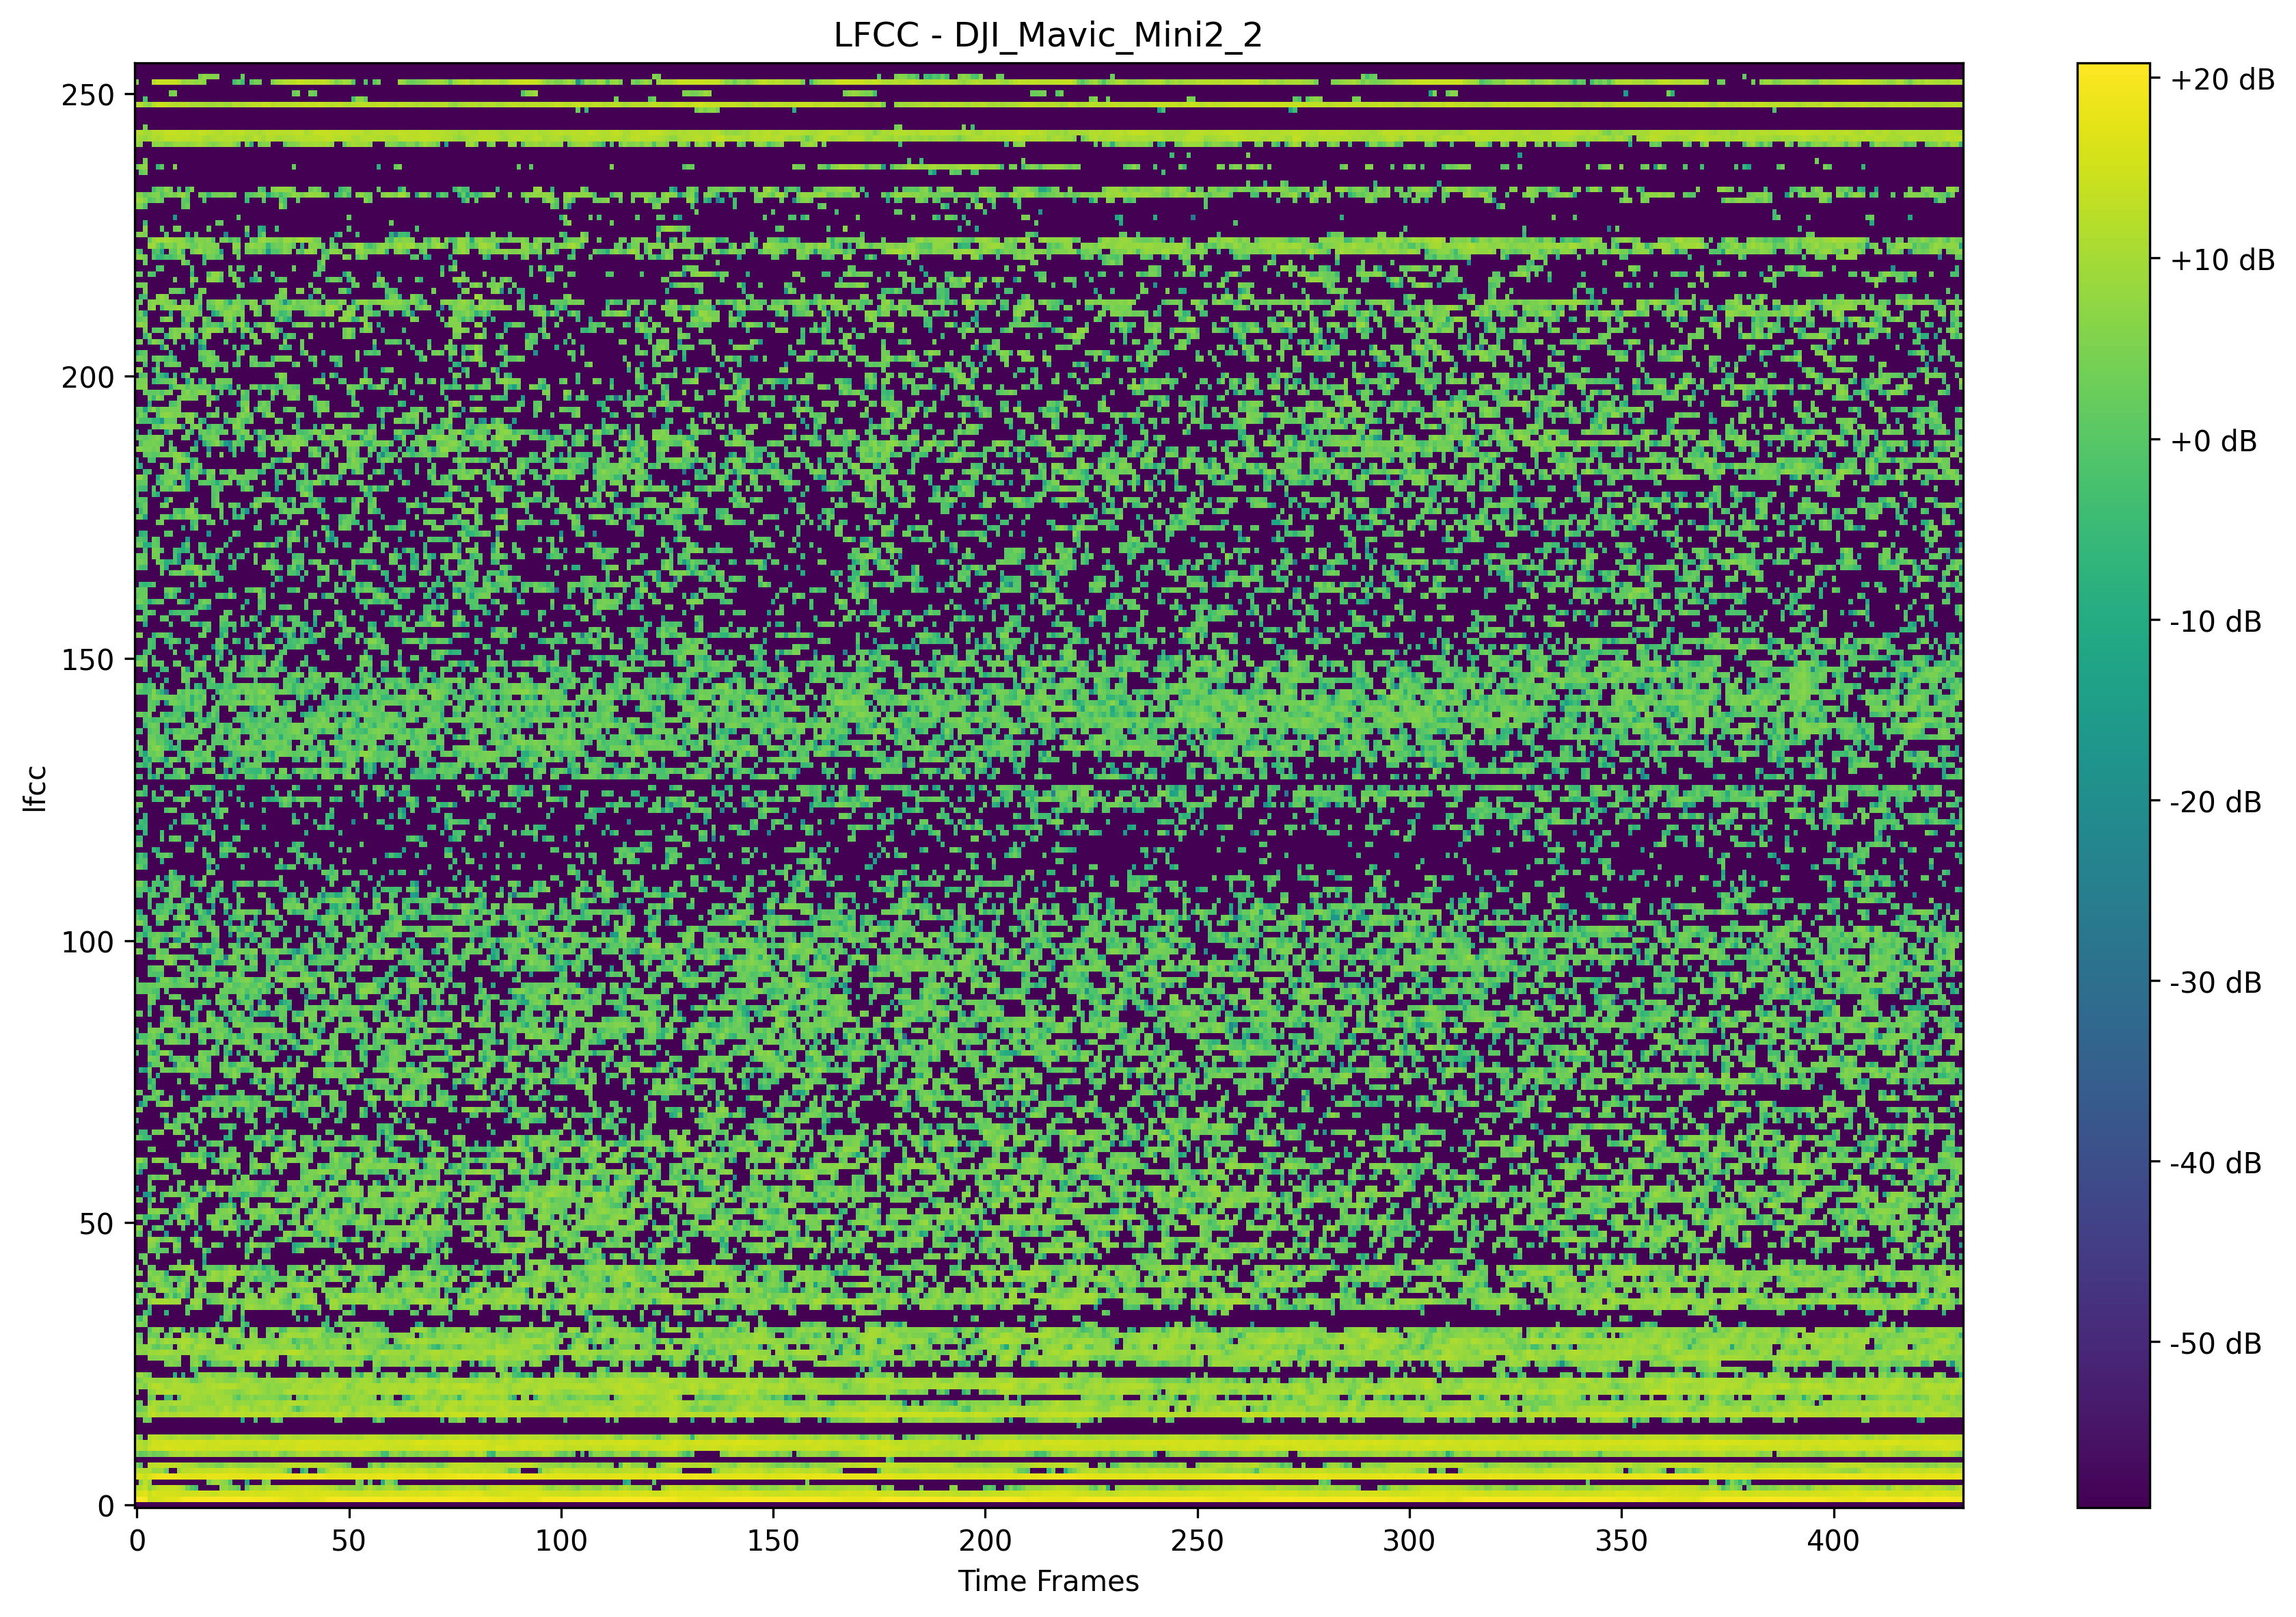 LFCC - DJI_Mavic_Mini2_2
250
200
150
100
50
0
lfcc
0 50 100 150 200 250 300 350 400
Time Frames
+20 dB
+10 dB
+0 dB
-10 dB
-20 dB
-30 dB
-40 dB
-50 dB